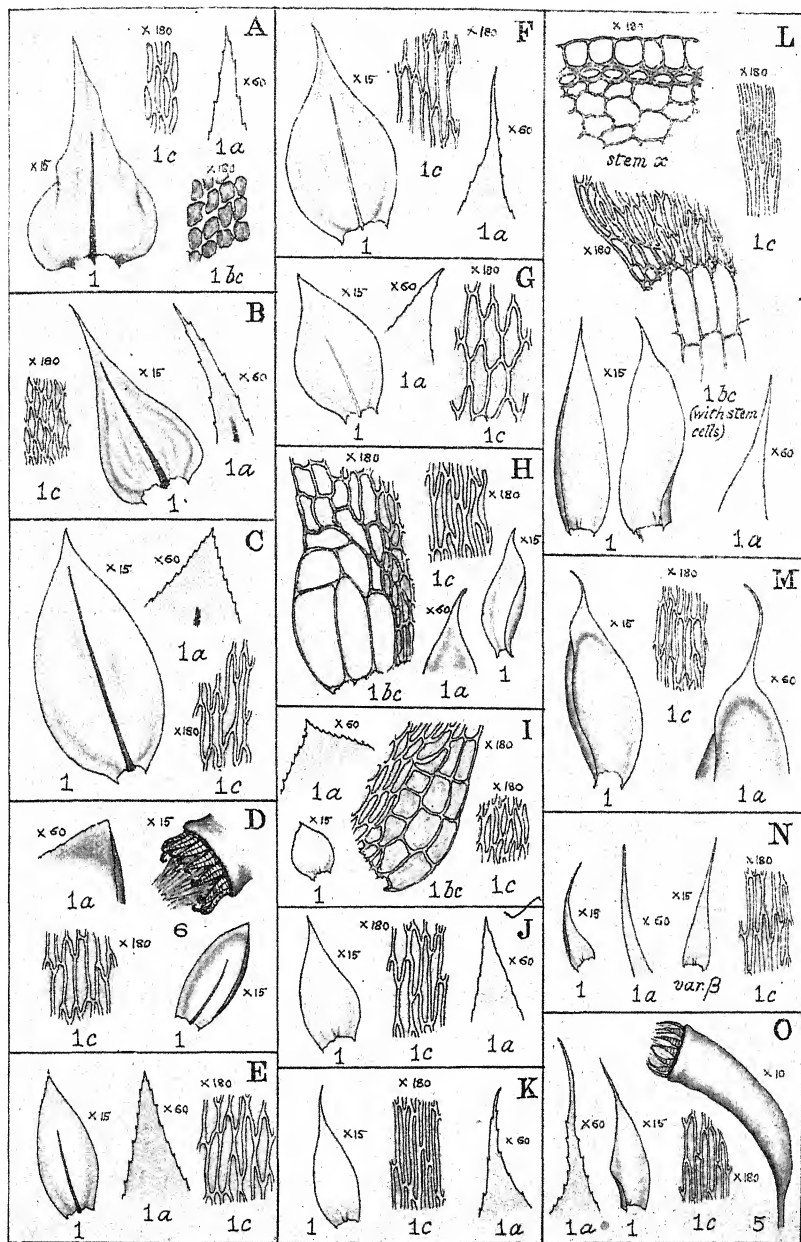 A
× 180
× 60
× 15
1c
1a
× 180
1
1bc
B
× 180
× 15
× 60
1a
1c
1
C
× 15
× 60
1a
× 180
1
1c
D
× 60
× 15
1a
6
× 180
× 15
1c
1
E
× 15
× 60
× 180
1
1a
1c
F
× 180
× 15
× 60
1c
1
1a
G
× 15
× 60
× 180
1a
1
1c
H
× 180
× 180
× 15
1c
× 60
1bc
1a
1
I
× 60
× 180
1a
× 15
× 180
1
1bc
1c
J
× 15
× 180
× 60
1
1c
1a
K
× 180
× 15
× 60
1
1c
1a
L
× 180
× 180
stem x
1c
× 180
× 15
1bc
(with stem
cells)
× 60
1
1a
M
× 180
× 15
× 60
1c
1
1a
N
× 180
× 15
× 15
× 60
1
1a
var. β
1c
O
× 10
× 60
× 15
× 180
1a
1
1c
5